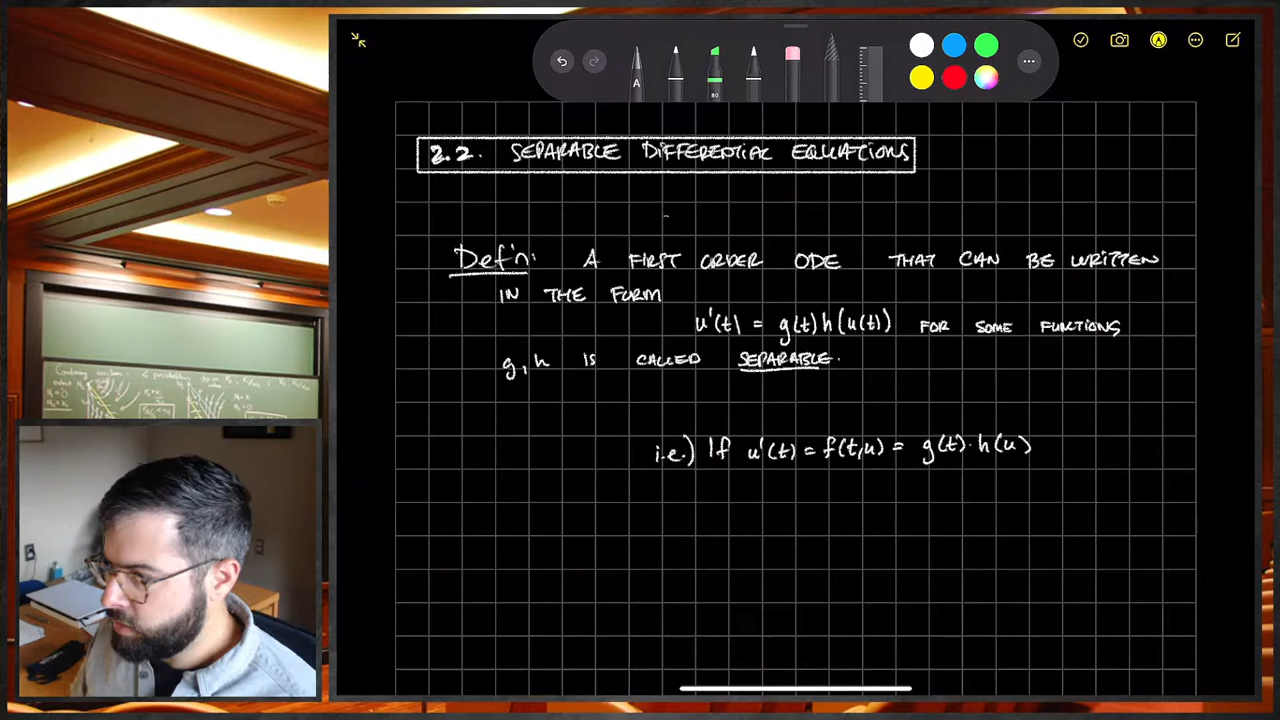 2.2. SEPARABLE DIFFERENTIAL EQUATIONS
Def'n: A FIRST ORDER ODE THAT CAN BE WRITTEN
IN THE FORM
u'(t) = g(t)h(u(t)) FOR SOME FUNCTIONS
g, h IS CALLED SEPARABLE.
i.e.) If u'(t) = f(t,u) = g(t)·h(u)
A
80